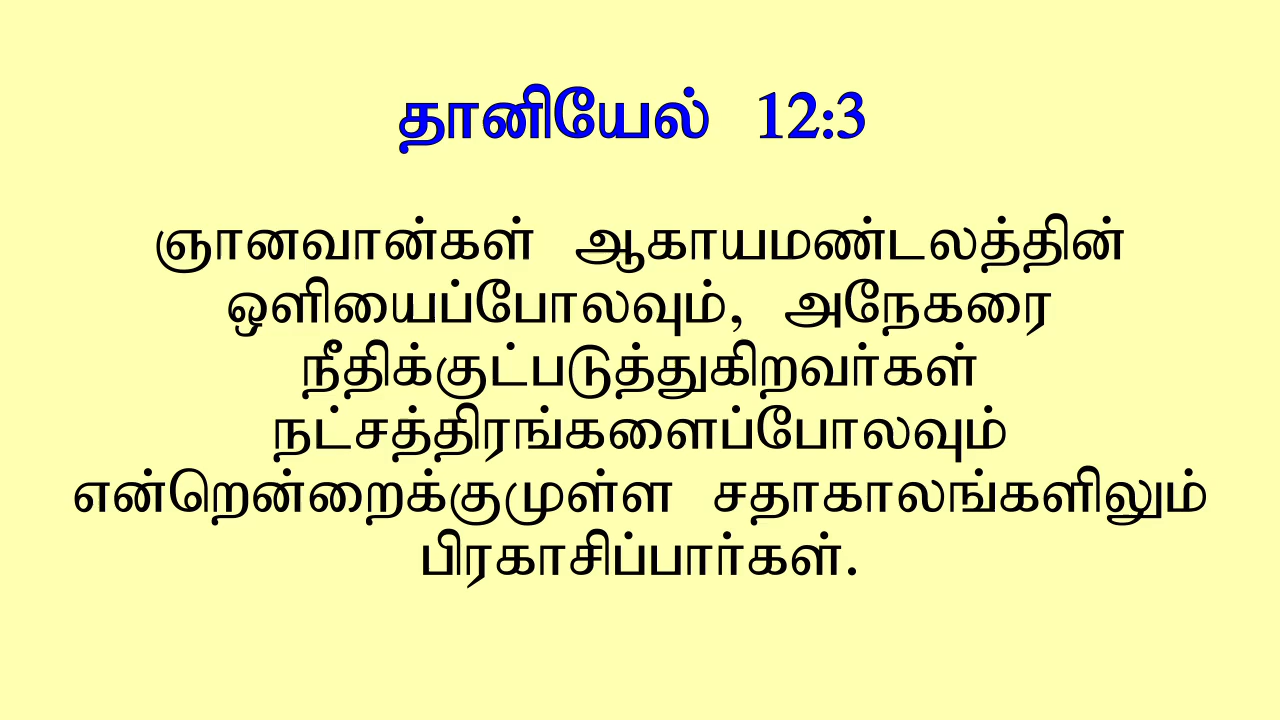 தானியேல் 12:3
ஞானவான்கள் ஆகாயமண்டலத்தின்
ஒளியைப்போலவும், அநேகரை
நீதிக்குட்படுத்துகிறவர்கள்
நட்சத்திரங்களைப்போலவும்
என்றென்றைக்குமுள்ள சதாகாலங்களிலும்
பிரகாசிப்பார்கள்.